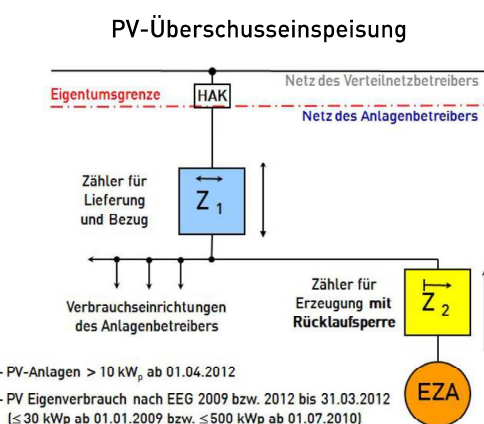 PV-Überschusseinspeisung
Netz des Verteilnetzbetreibers
Eigentumsgrenze
HAK
Netz des Anlagenbetreibers
Zähler für
Lieferung
und Bezug
Z 1
Zähler für
Erzeugung mit
Rücklaufsperre
Z 2
Verbrauchseinrichtungen
des Anlagenbetreibers
- PV-Anlagen > 10 kWp ab 01.04.2012
- PV Eigenverbrauch nach EEG 2009 bzw. 2012 bis 31.03.2012
(≤30 kWp ab 01.01.2009 bzw. ≤500 kWp ab 01.07.2010)
EZA